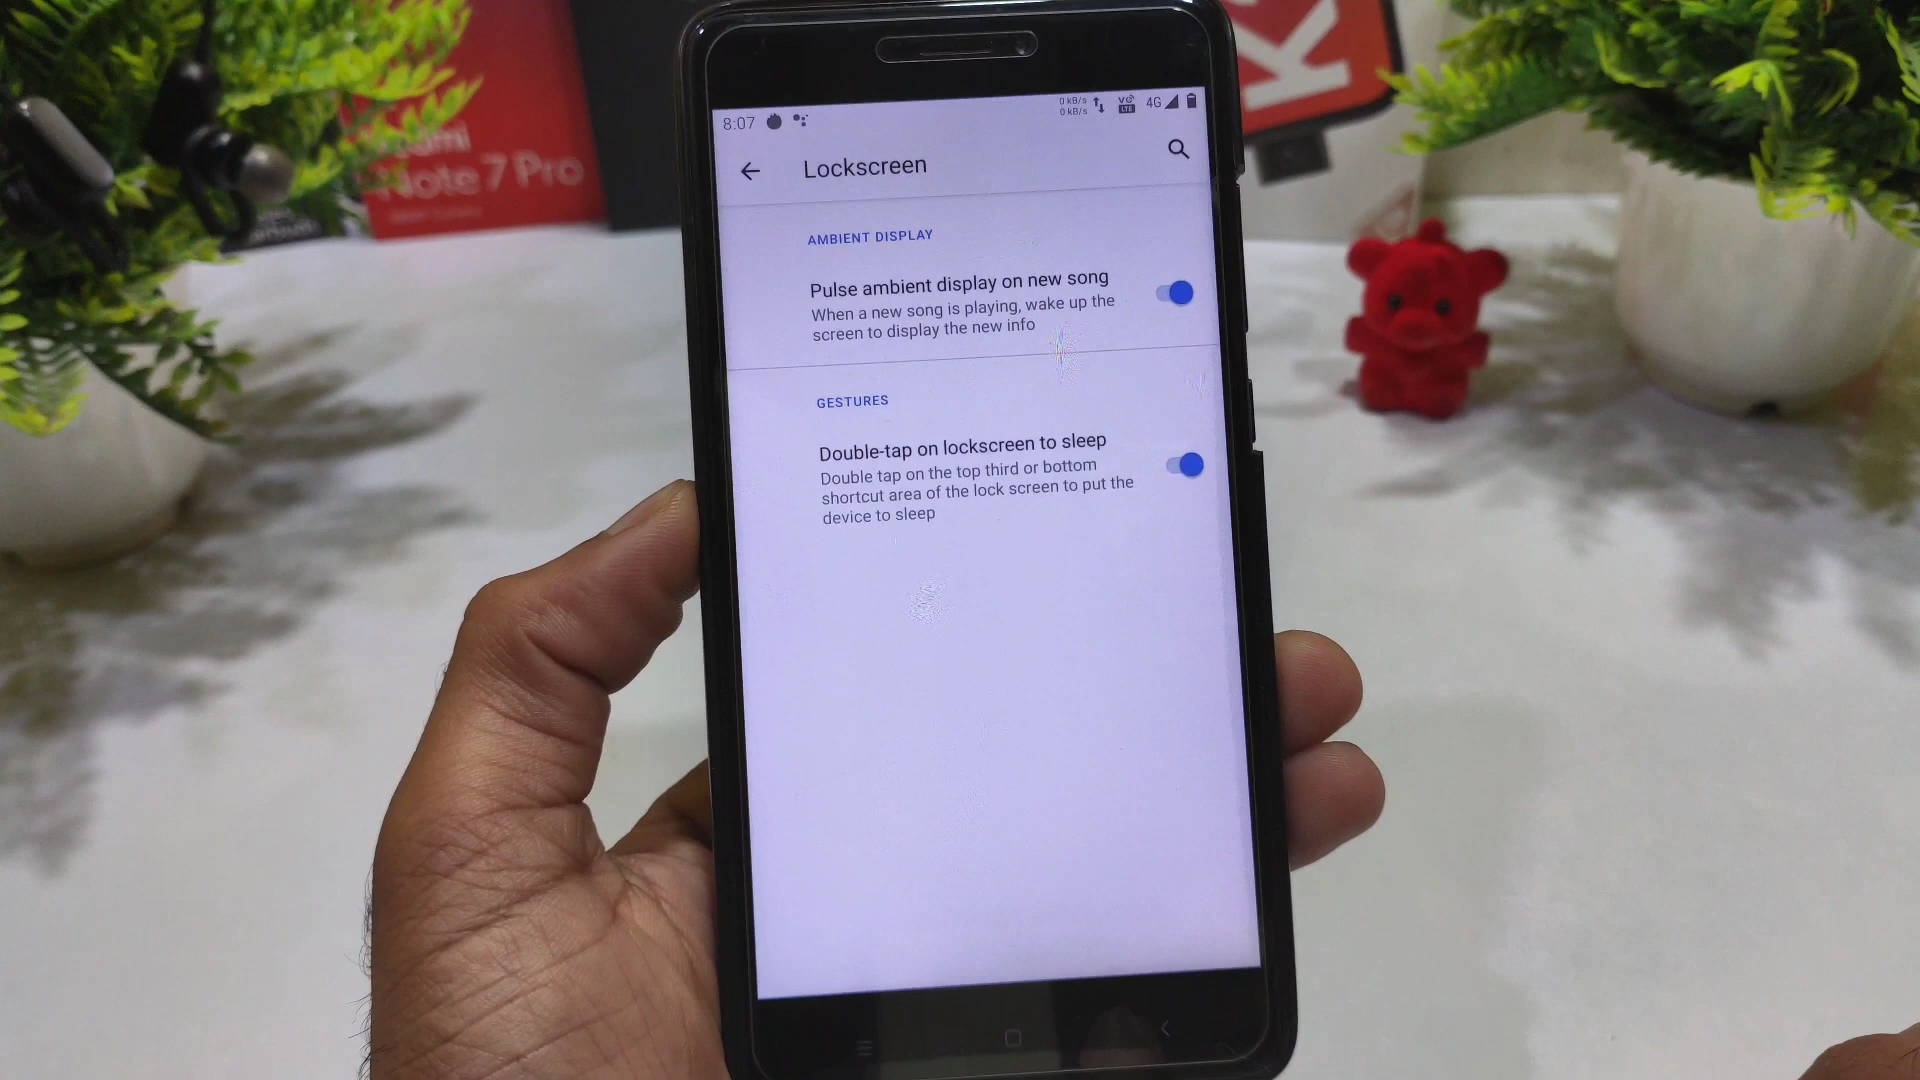 Redmi
Note 7 Pro
K
8:07
0 kB/s
0 kB/s
LTE
4G
Lockscreen
AMBIENT DISPLAY
Pulse ambient display on new song
When a new song is playing, wake up the
screen to display the new info
GESTURES
Double-tap on lockscreen to sleep
Double tap on the top third or bottom
shortcut area of the lock screen to put the
device to sleep